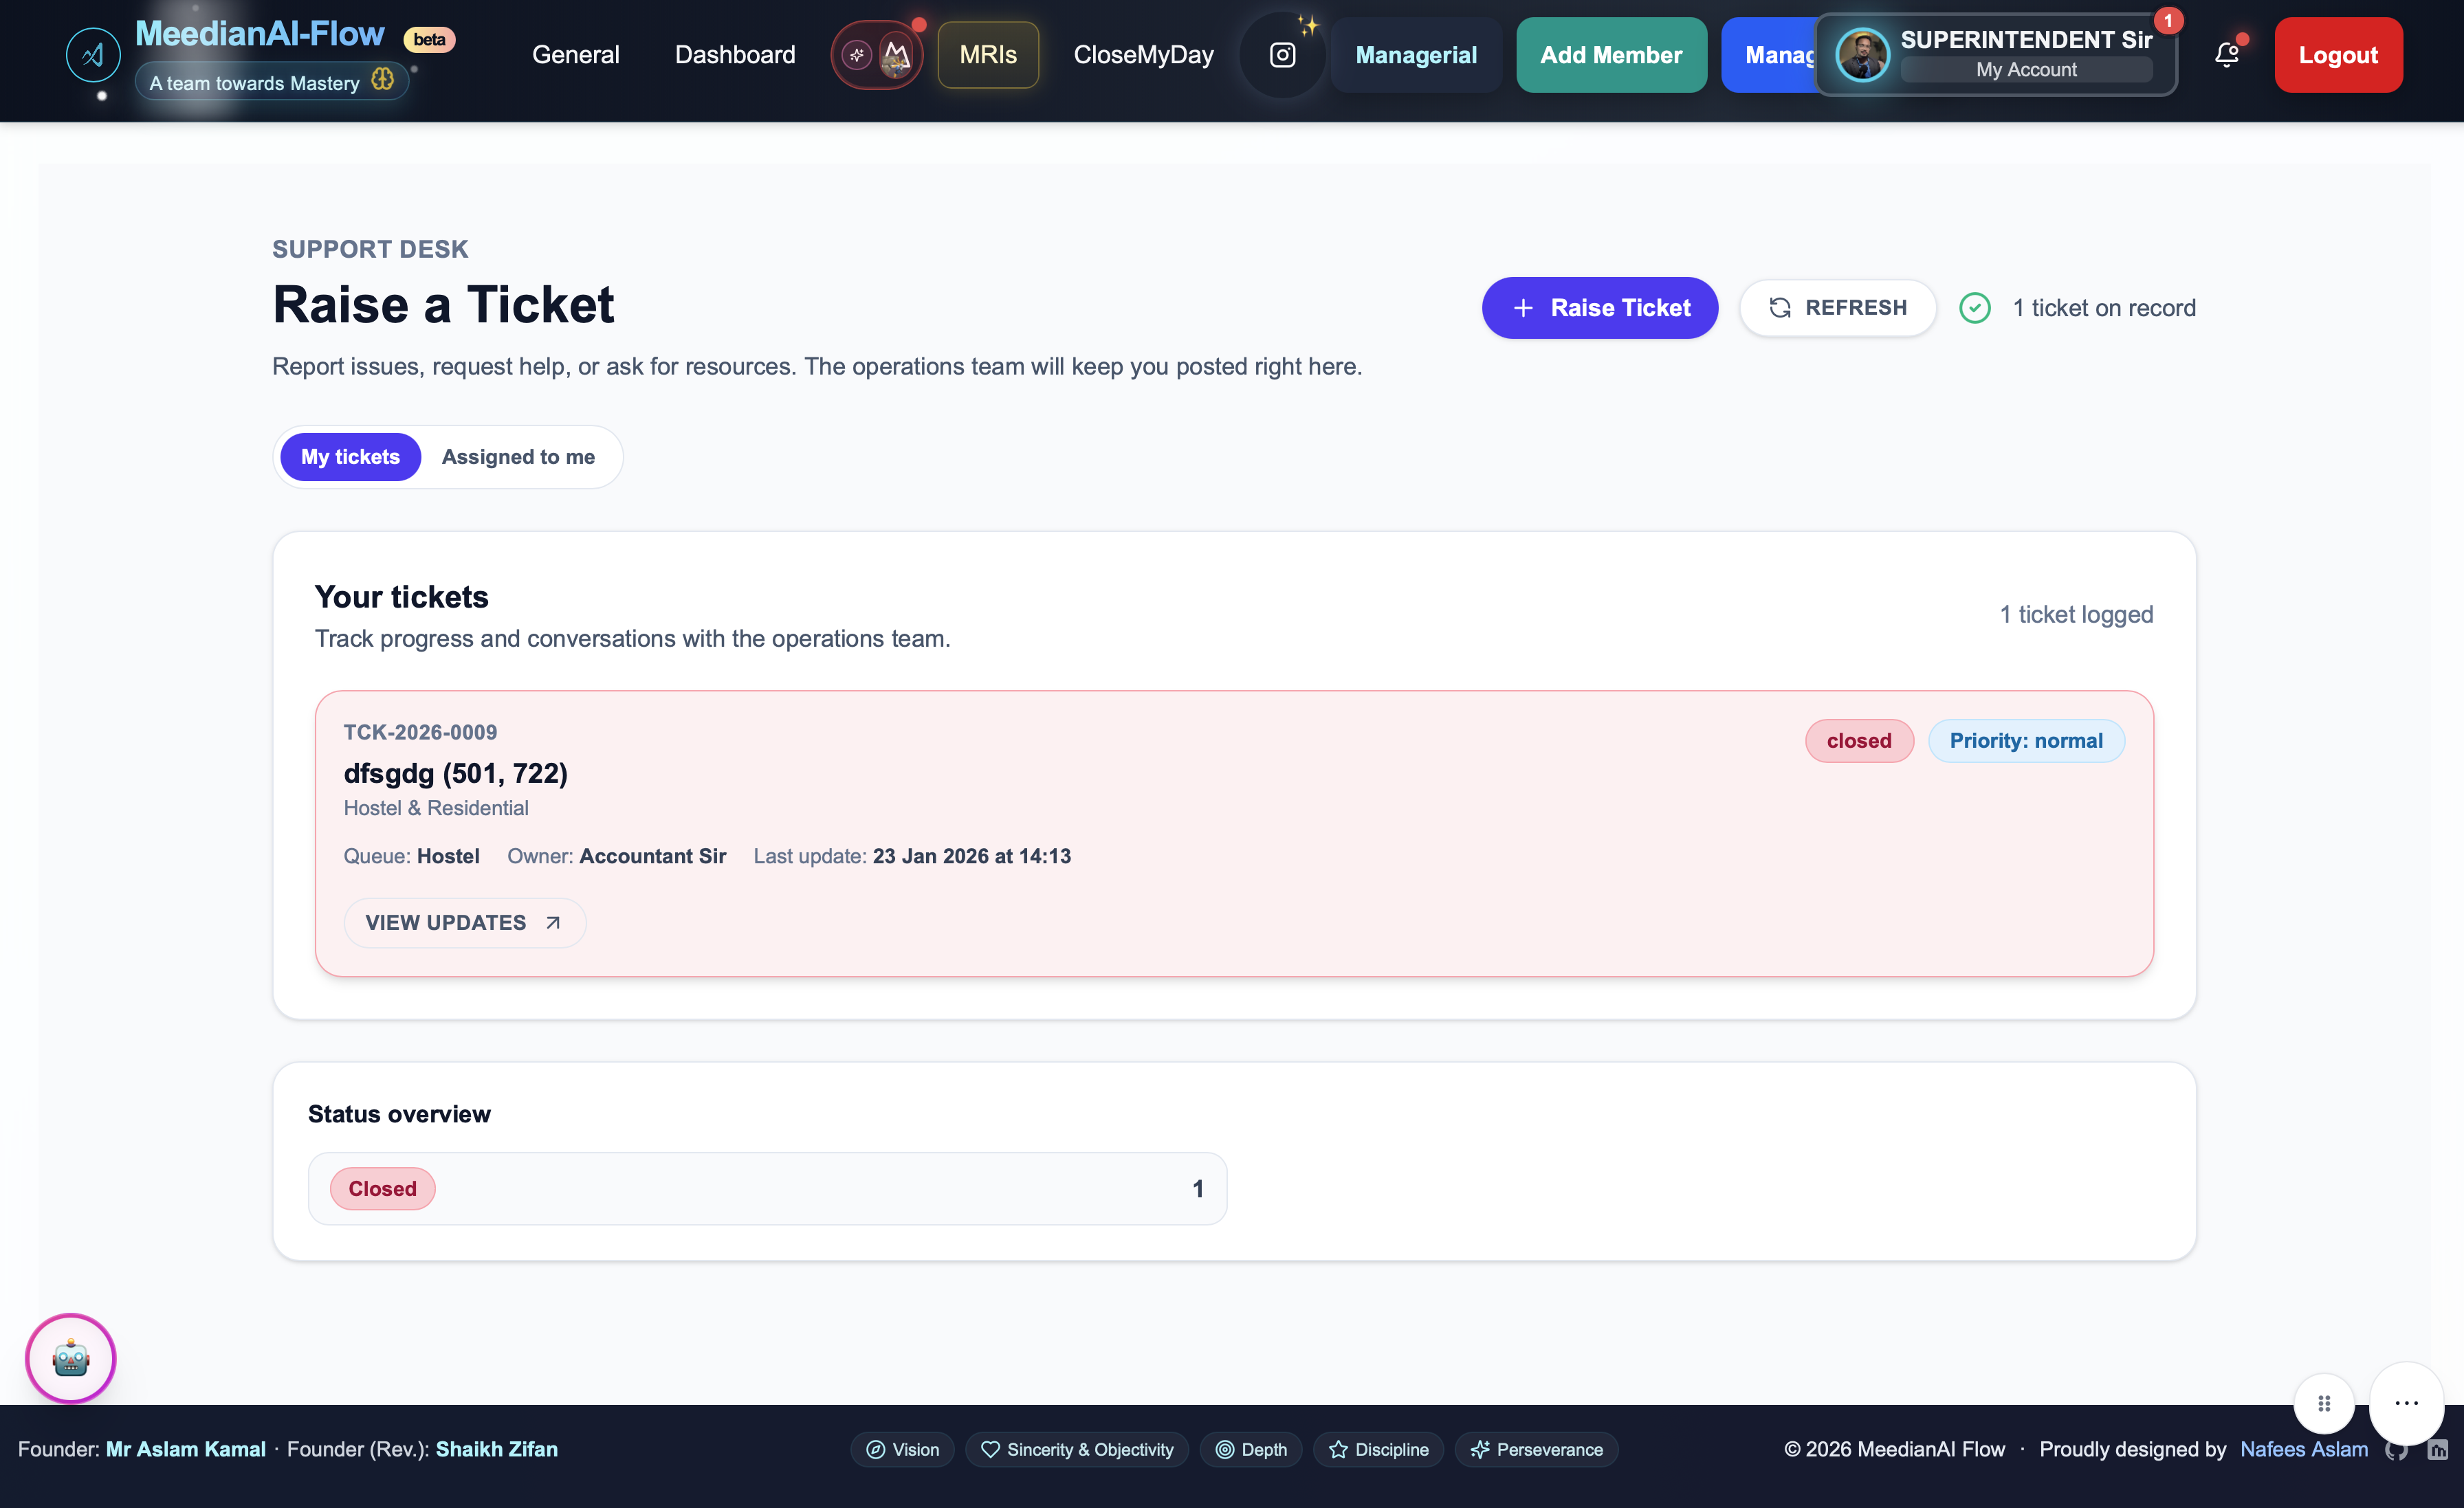 MeedianAI-Flow beta
A team towards Mastery
General
Dashboard
MRIs
CloseMyDay
Managerial
Add Member
Manag
SUPERINTENDENT Sir
My Account
1
Logout
SUPPORT DESK
Raise a Ticket
Report issues, request help, or ask for resources. The operations team will keep you posted right here.
+ Raise Ticket
REFRESH
1 ticket on record
My tickets
Assigned to me
Your tickets
Track progress and conversations with the operations team.
1 ticket logged
TCK-2026-0009
closed
Priority: normal
dfsgdg (501, 722)
Hostel & Residential
Queue: Hostel Owner: Accountant Sir Last update: 23 Jan 2026 at 14:13
VIEW UPDATES
Status overview
Closed 1
Founder: Mr Aslam Kamal · Founder (Rev.): Shaikh Zifan
Vision
Sincerity & Objectivity
Depth
Discipline
Perseverance
© 2026 MeedianAI Flow · Proudly designed by Nafees Aslam